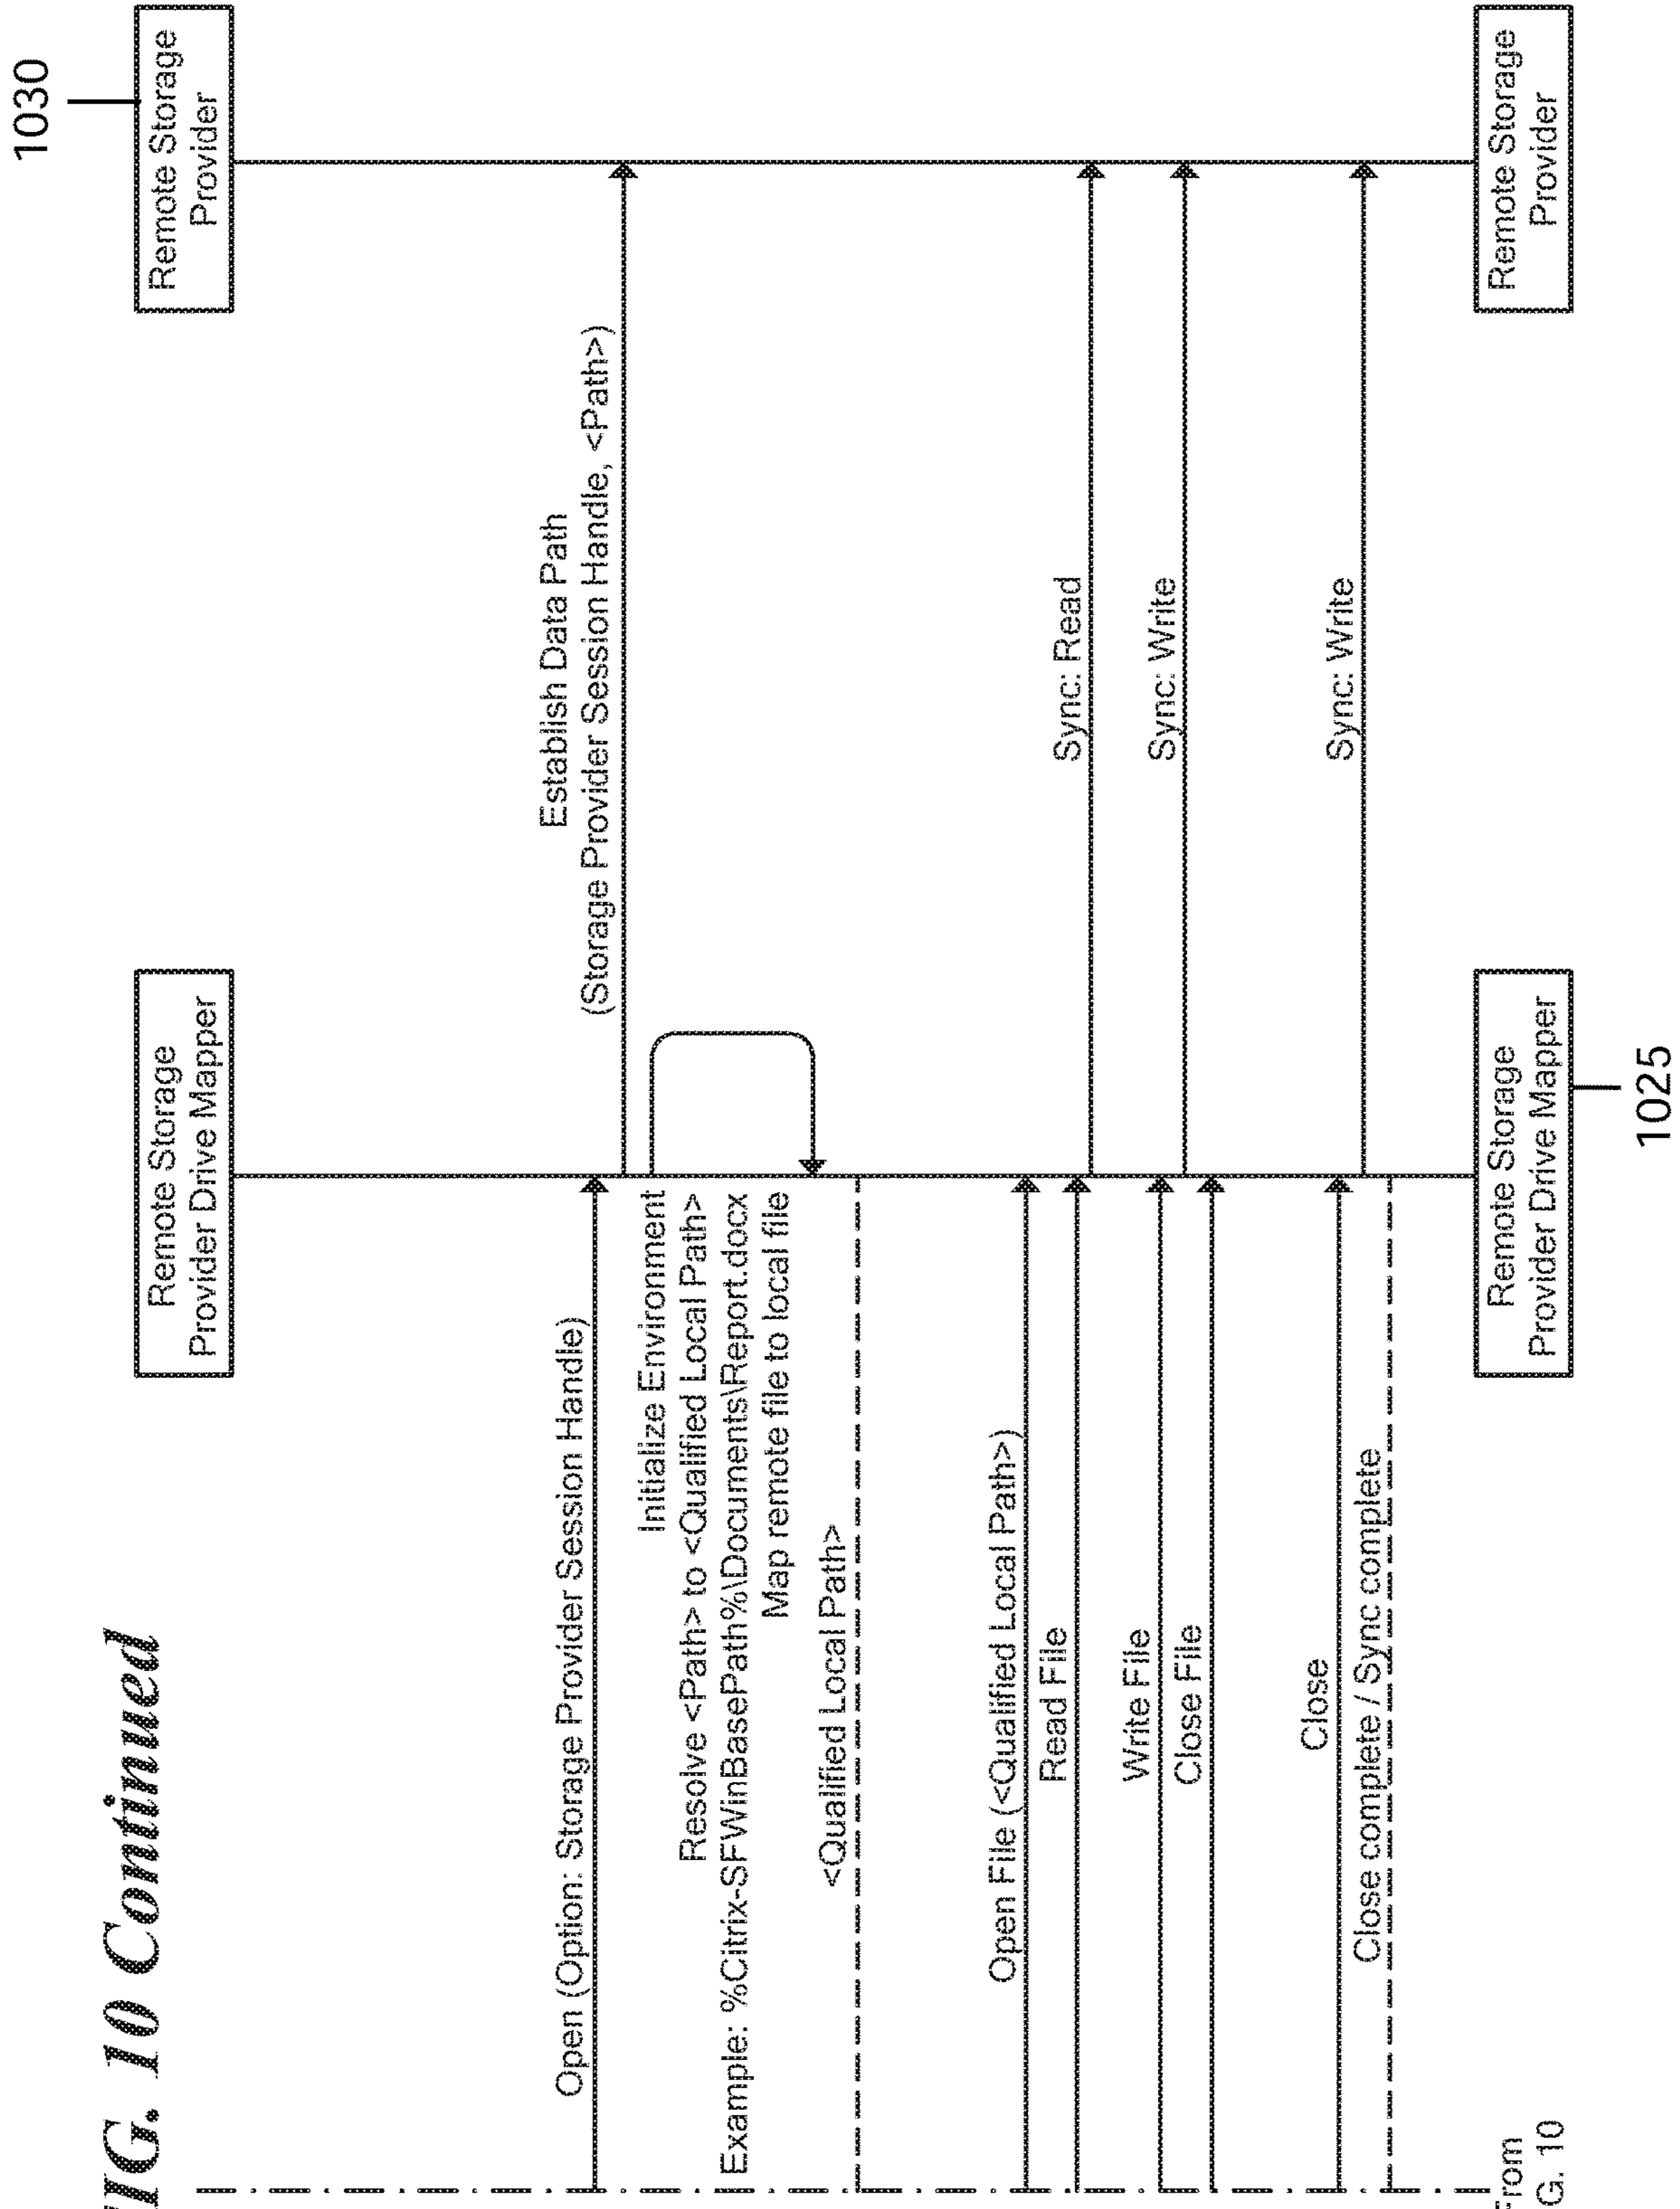 IG. 10 Continued
1030
Remote Storage
Provider Drive Mapper
Remote Storage
Provider
Open (Option: Storage Provider Session Handle)
Establish Data Path
(Storage Provider Session Handle, <Path>)
Initialize Environment
Resolve <Path> to <Qualified Local Path>
Example: %Citrix-SFWinBasePath%\Documents\Report.docx
Map remote file to local file
<Qualified Local Path>
Open File (<Qualified Local Path>)
Read File
Sync: Read
Write File
Sync: Write
Close File
Close
Sync: Write
Close complete / Sync complete
From
G. 10
Remote Storage
Provider Drive Mapper
Remote Storage
Provider
1025